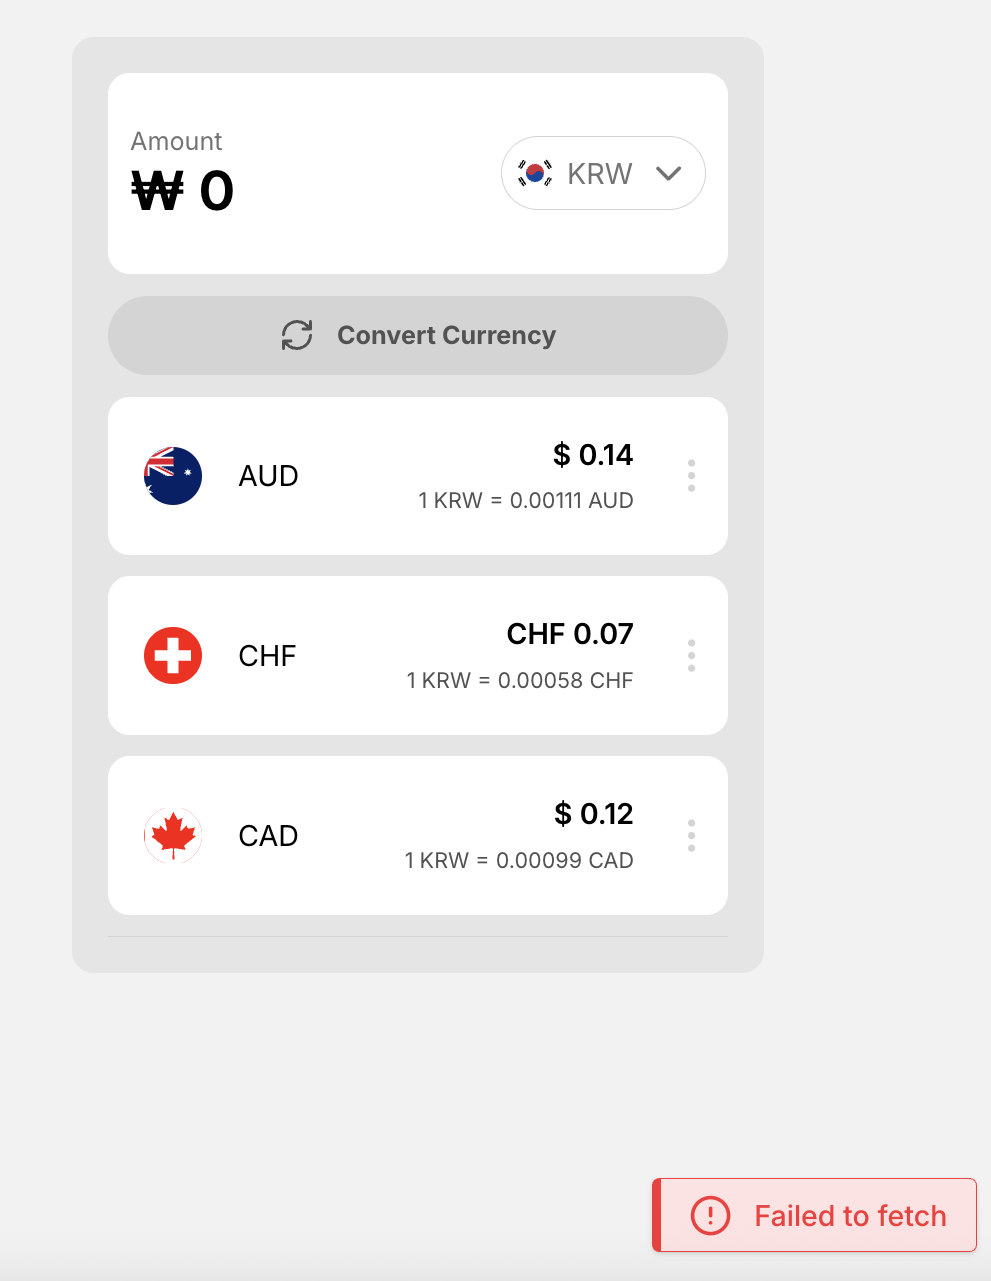 Amount
₩ 0
KRW
Convert Currency
AUD
$ 0.14
1 KRW = 0.00111 AUD
CHF
CHF 0.07
1 KRW = 0.00058 CHF
CAD
$ 0.12
1 KRW = 0.00099 CAD
Failed to fetch